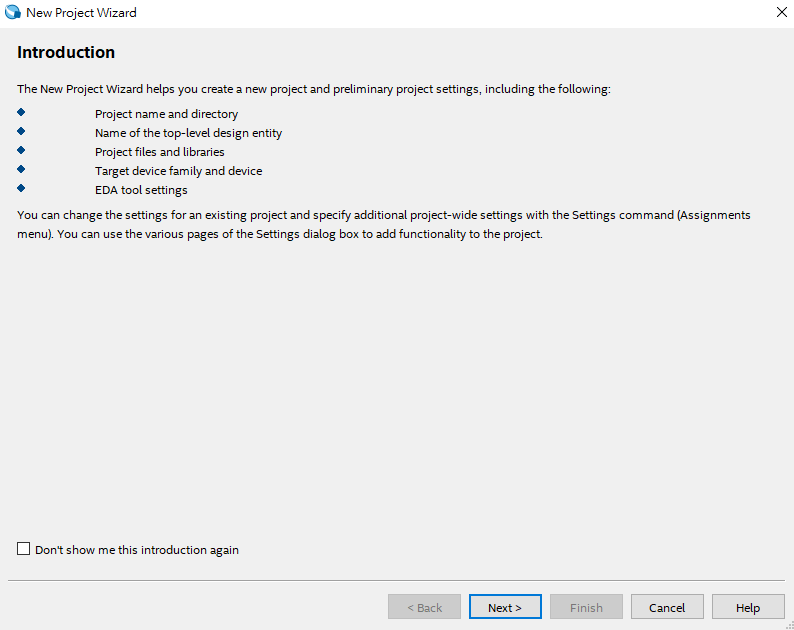 New Project Wizard
Introduction
The New Project Wizard helps you create a new project and preliminary project settings, including the following:
Project name and directory
Name of the top-level design entity
Project files and libraries
Target device family and device
EDA tool settings
You can change the settings for an existing project and specify additional project-wide settings with the Settings command (Assignments
menu). You can use the various pages of the Settings dialog box to add functionality to the project.
Don't show me this introduction again
< Back Next > Finish Cancel Help